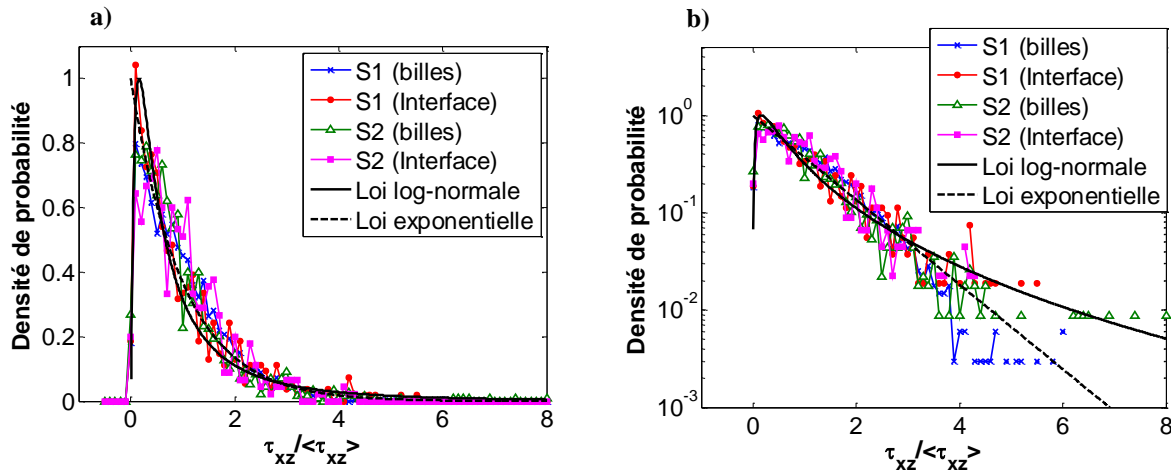 a)
Densité de probabilité
1
0.8
0.6
0.4
0.2
0
0
2
4
6
8
τxz/<τxz>
S1 (billes)
S1 (Interface)
S2 (billes)
S2 (Interface)
Loi log-normale
Loi exponentielle
b)
Densité de probabilité
10^0
10^-1
10^-2
10^-3
0
2
4
6
8
τxz/<τxz>
S1 (billes)
S1 (Interface)
S2 (billes)
S2 (Interface)
Loi log-normale
Loi exponentielle